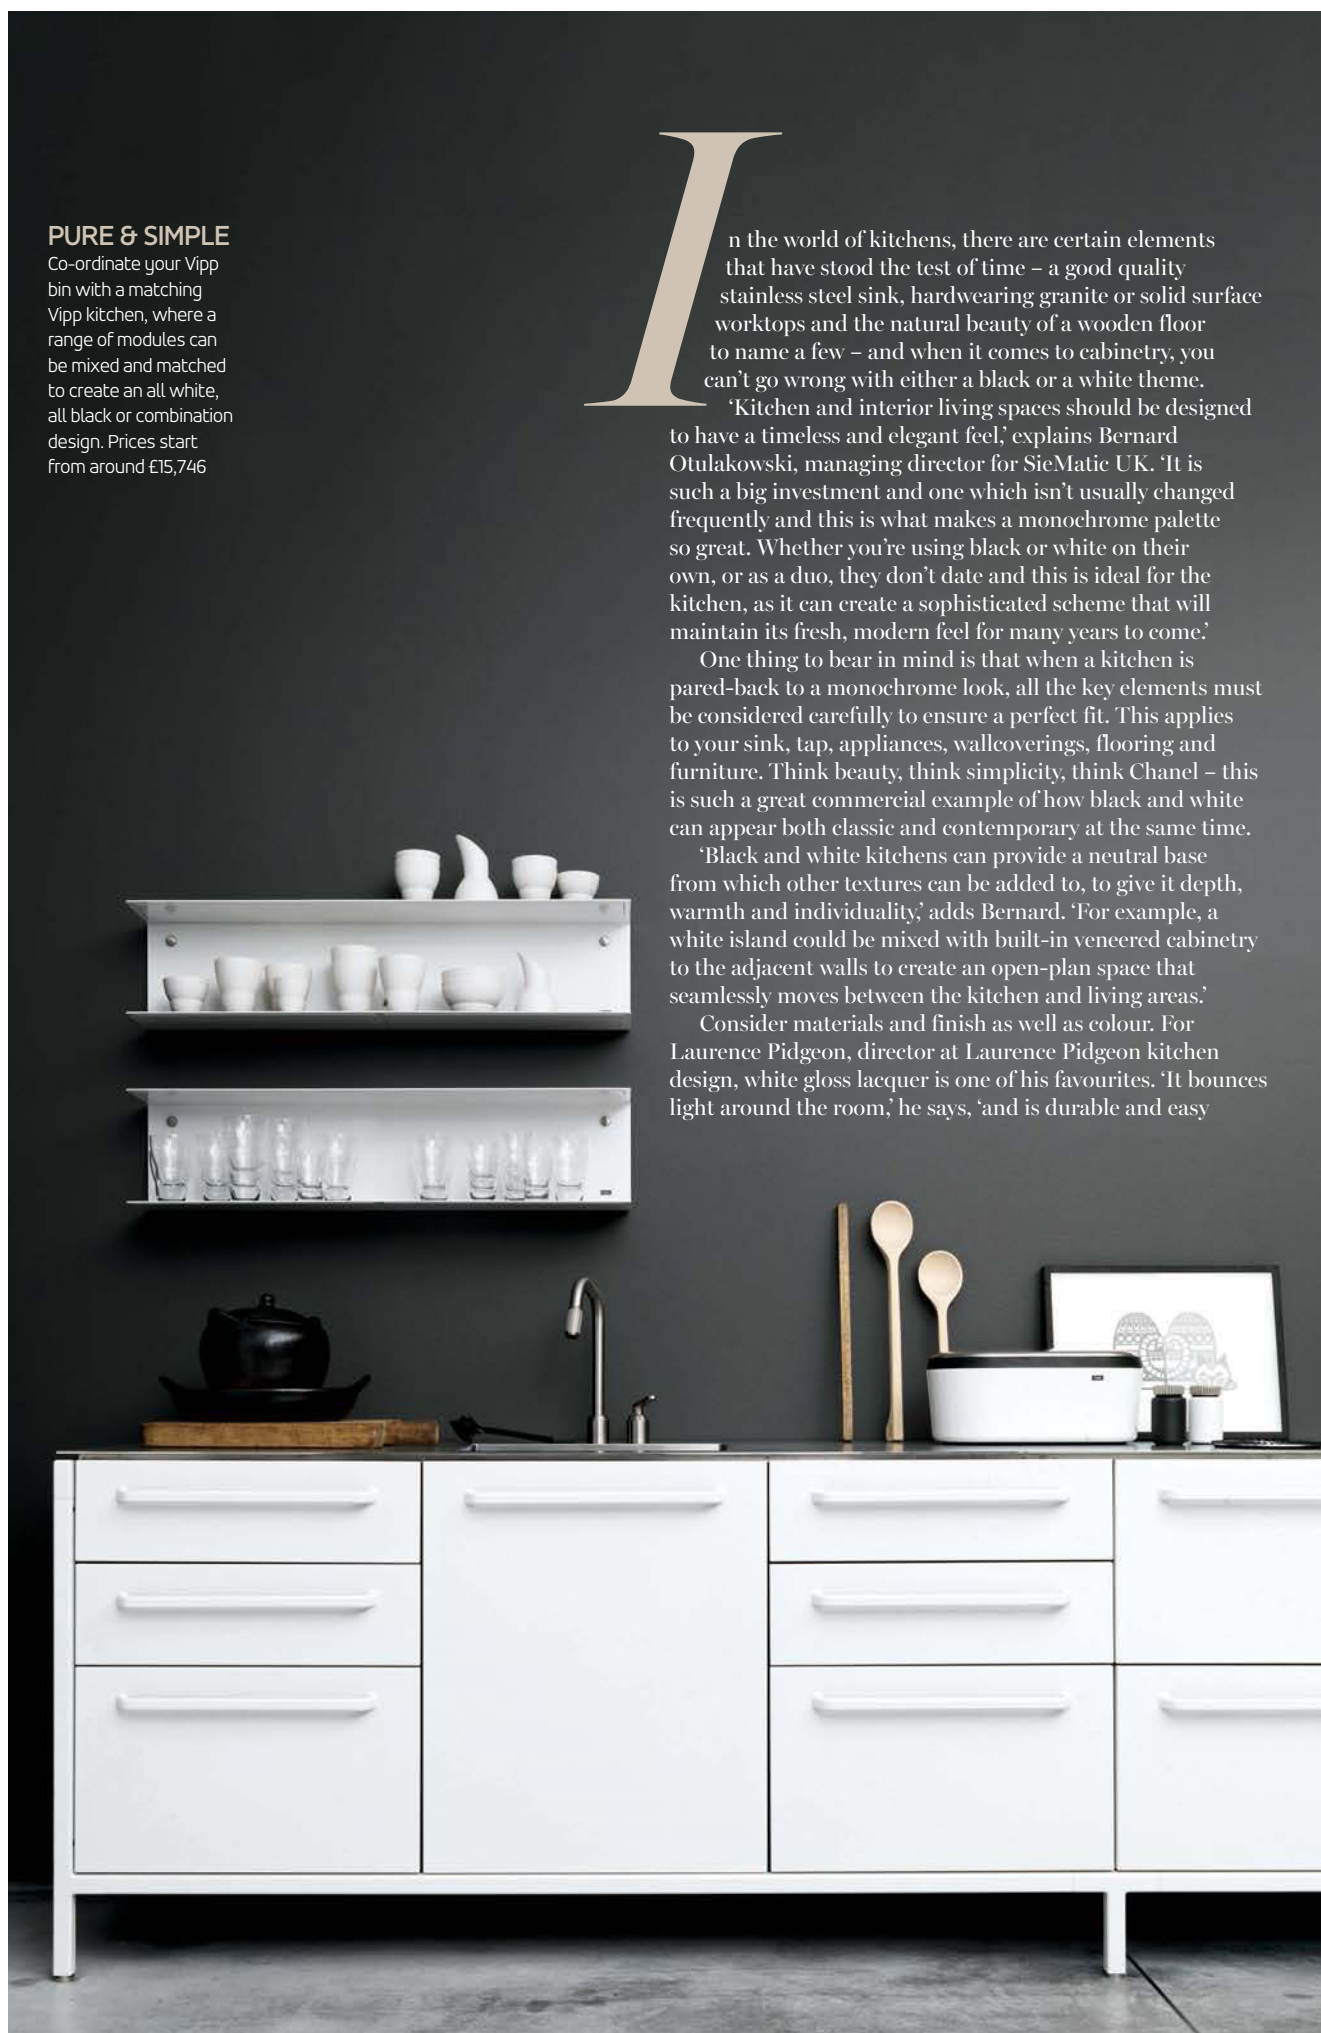 PURE & SIMPLE
Co-ordinate your Vipp
bin with a matching
Vipp kitchen, where a
range of modules can
be mixed and matched
to create an all white,
all black or combination
design. Prices start
from around £15,746
In the world of kitchens, there are certain elements
that have stood the test of time – a good quality
stainless steel sink, hardwearing granite or solid surface
worktops and the natural beauty of a wooden floor
to name a few – and when it comes to cabinetry, you
can’t go wrong with either a black or a white theme.
‘Kitchen and interior living spaces should be designed
to have a timeless and elegant feel,’ explains Bernard
Otulakowski, managing director for SieMatic UK. ‘It is
such a big investment and one which isn’t usually changed
frequently and this is what makes a monochrome palette
so great. Whether you’re using black or white on their
own, or as a duo, they don’t date and this is ideal for the
kitchen, as it can create a sophisticated scheme that will
maintain its fresh, modern feel for many years to come.’
One thing to bear in mind is that when a kitchen is
pared-back to a monochrome look, all the key elements must
be considered carefully to ensure a perfect fit. This applies
to your sink, tap, appliances, wallcoverings, flooring and
furniture. Think beauty, think simplicity, think Chanel – this
is such a great commercial example of how black and white
can appear both classic and contemporary at the same time.
‘Black and white kitchens can provide a neutral base
from which other textures can be added to, to give it depth,
warmth and individuality,’ adds Bernard. ‘For example, a
white island could be mixed with built-in veneered cabinetry
to the adjacent walls to create an open-plan space that
seamlessly moves between the kitchen and living areas.’
Consider materials and finish as well as colour. For
Laurence Pidgeon, director at Laurence Pidgeon kitchen
design, white gloss lacquer is one of his favourites. ‘It bounces
light around the room,’ he says, ‘and is durable and easy